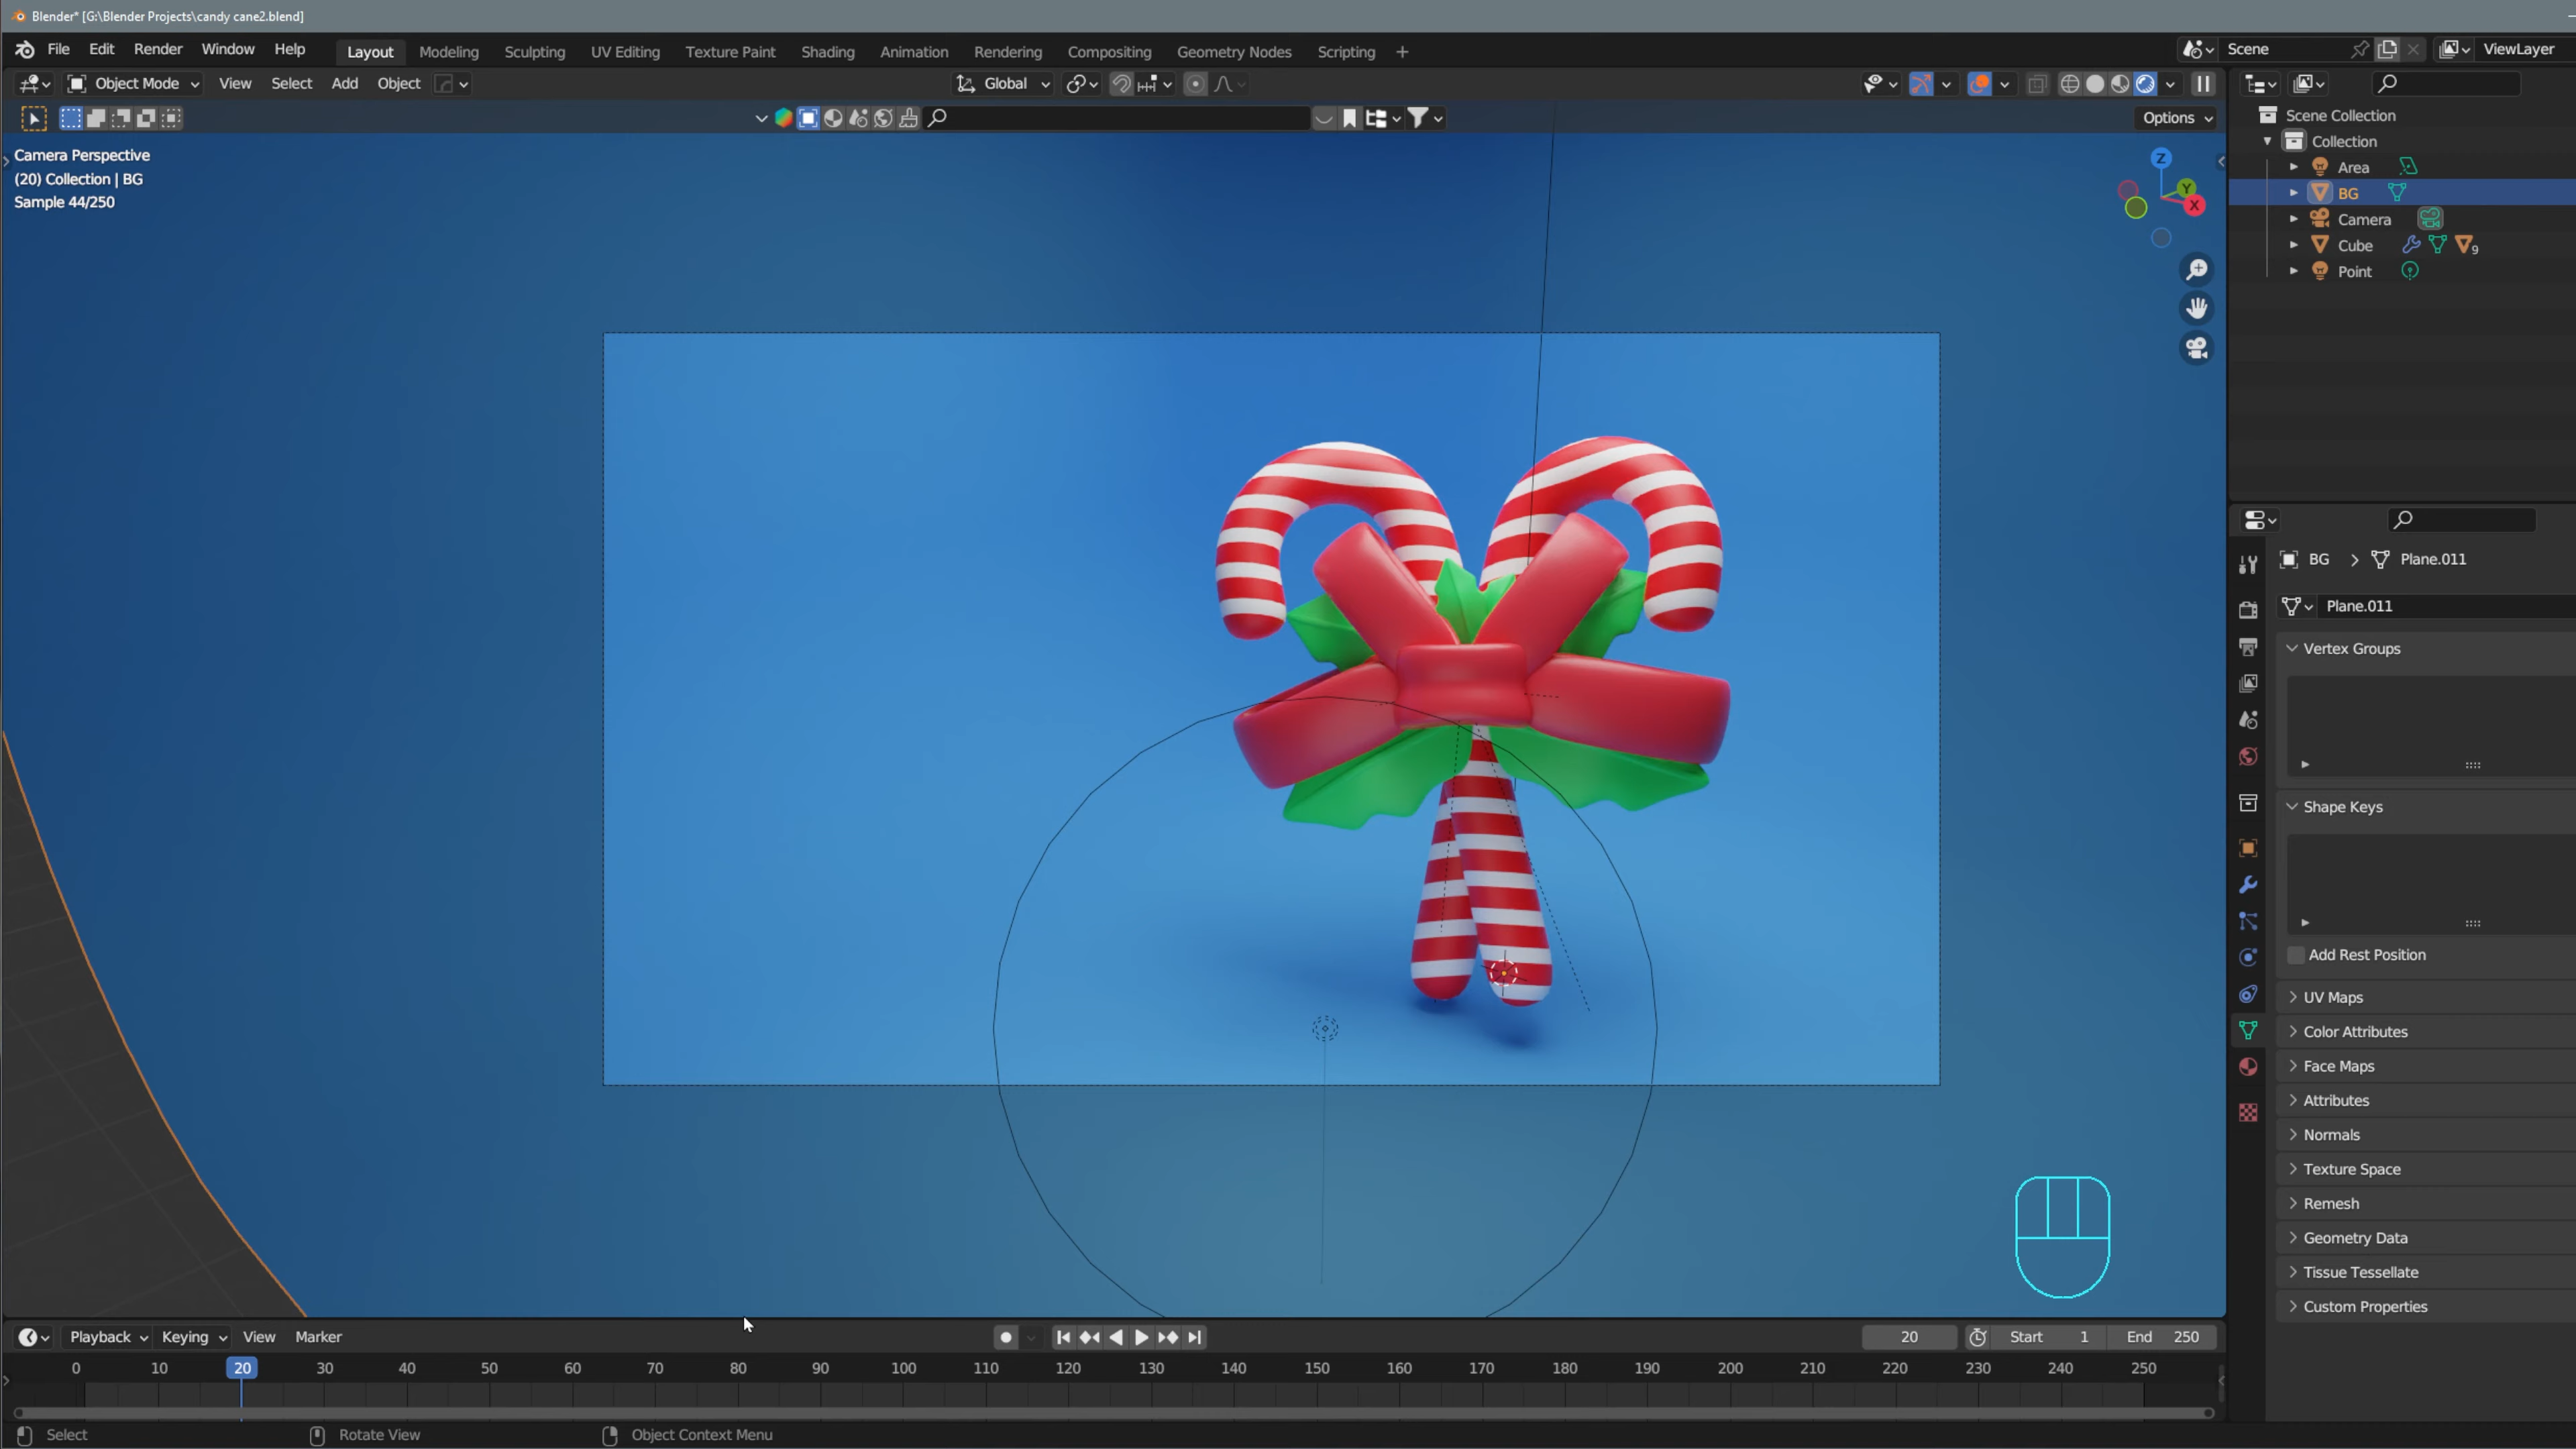 Blender* [G:\Blender Projects\candy cane2.blend]
File Edit Render Window Help Layout Modeling Sculpting UV Editing Texture Paint Shading Animation Rendering Compositing Geometry Nodes Scripting + Scene ViewLayer
Object Mode View Select Add Object Global
Options
Camera Perspective
(20) Collection | BG
Sample 44/250
Z
Y
X
Scene Collection
Collection
Area
BG
Camera
Cube 9
Point
BG > Plane.011
Plane.011
Vertex Groups
Shape Keys
Add Rest Position
UV Maps
Color Attributes
Face Maps
Attributes
Normals
Texture Space
Remesh
Geometry Data
Tissue Tessellate
Custom Properties
Playback Keying View Marker 20 Start 1 End 250
0 10 20 30 40 50 60 70 80 90 100 110 120 130 140 150 160 170 180 190 200 210 220 230 240 250
Select Rotate View Object Context Menu